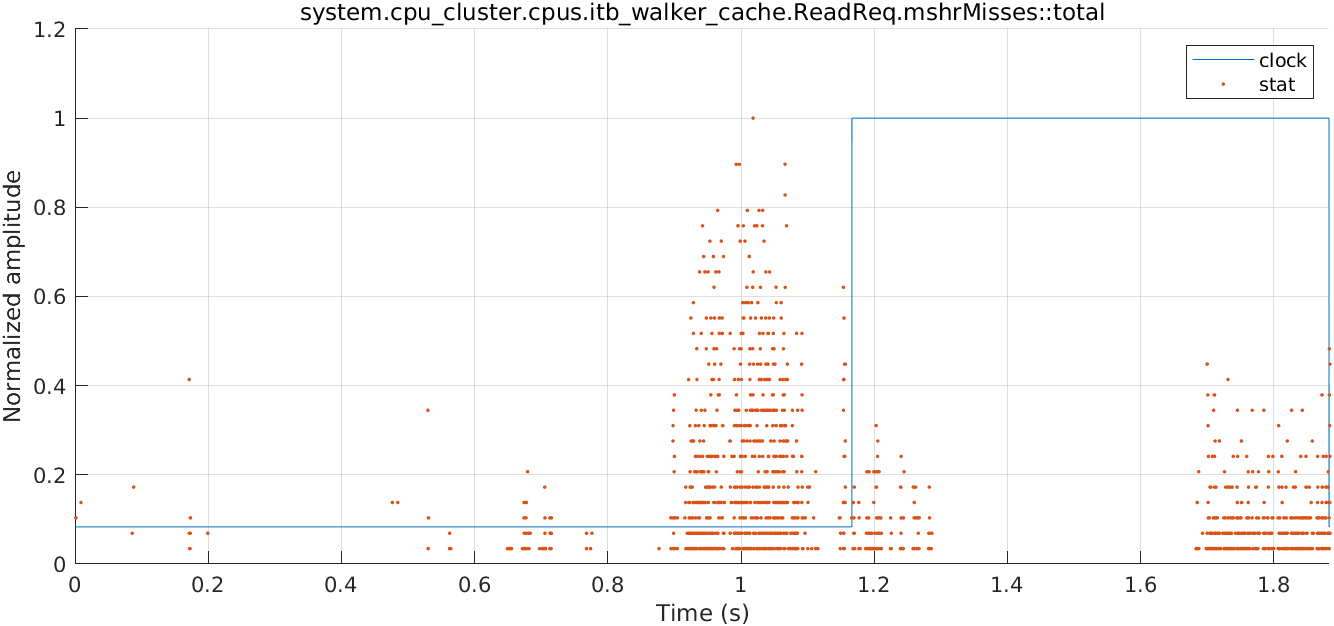 system.cpu_cluster.cpus.itb_walker_cache.ReadReq.mshrMisses::total
1.2
1
0.8
0.6
0.4
0.2
0
Normalized amplitude
clock
stat
0 0.2 0.4 0.6 0.8 1 1.2 1.4 1.6 1.8
Time (s)